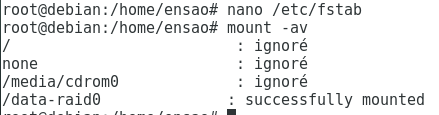 root@debian:/home/ensao# nano /etc/fstab
root@debian:/home/ensao# mount -av
/ : ignoré
none : ignoré
/media/cdrom0 : ignoré
/data-raid0 : successfully mounted
root@debian:/home/ensao#